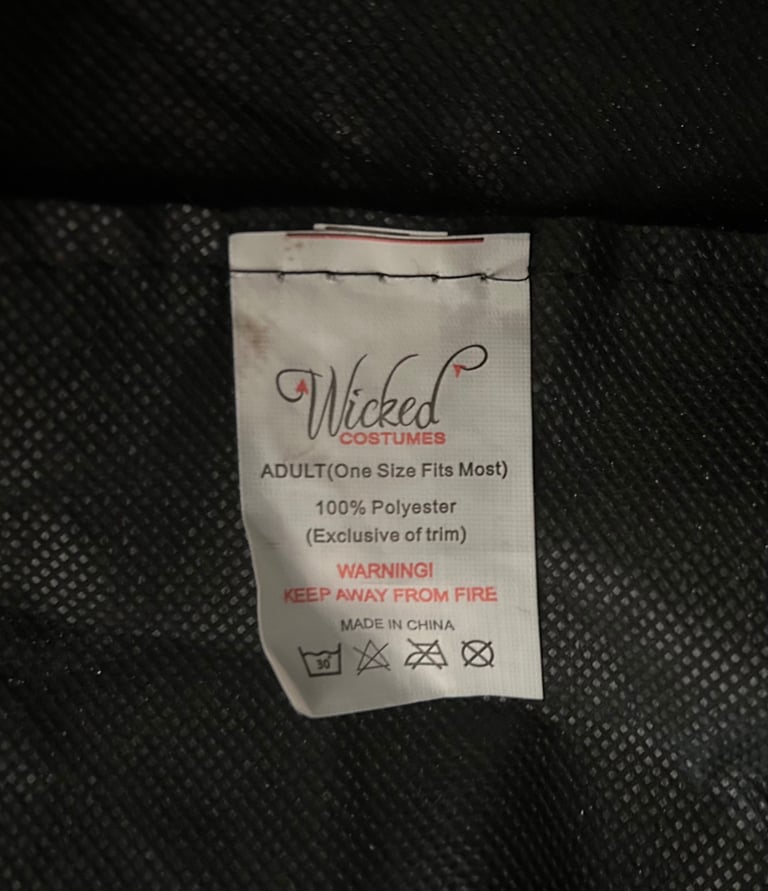 Wicked
COSTUMES
ADULT(One Size Fits Most)
100% Polyester
(Exclusive of trim)
WARNING!
KEEP AWAY FROM FIRE
MADE IN CHINA
30°